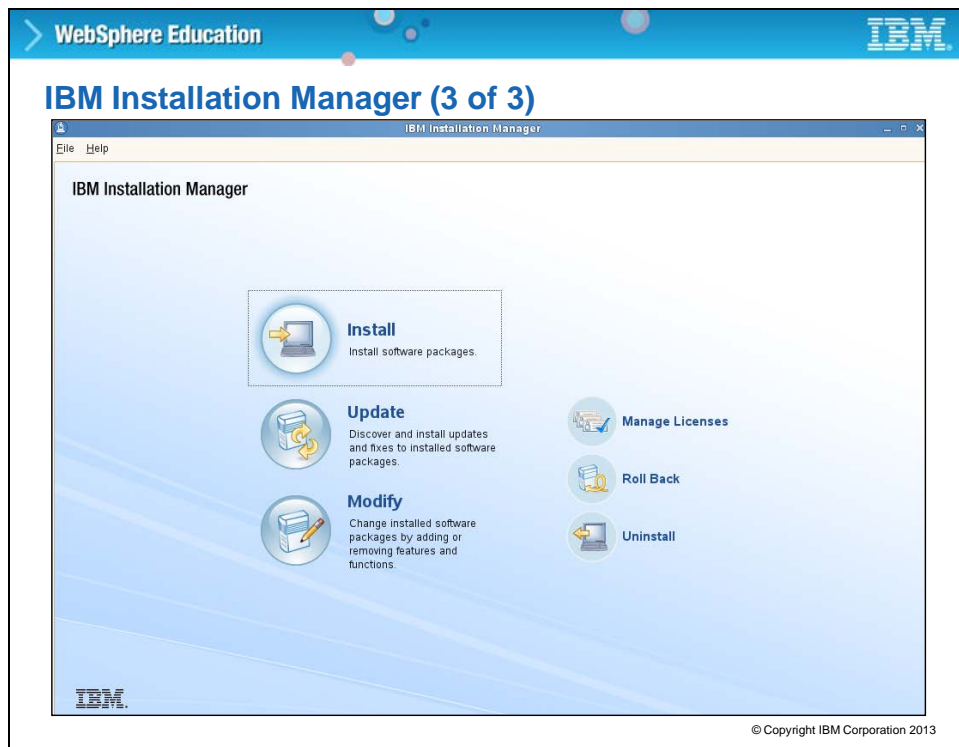 WebSphere Education
IBM.
IBM Installation Manager (3 of 3)
IBM Installation Manager
File Help
IBM Installation Manager
Install
Install software packages.
Update
Discover and install updates
and fixes to installed software
packages.
Modify
Change installed software
packages by adding or
removing features and
functions.
Manage Licenses
Roll Back
Uninstall
IBM.
© Copyright IBM Corporation 2013